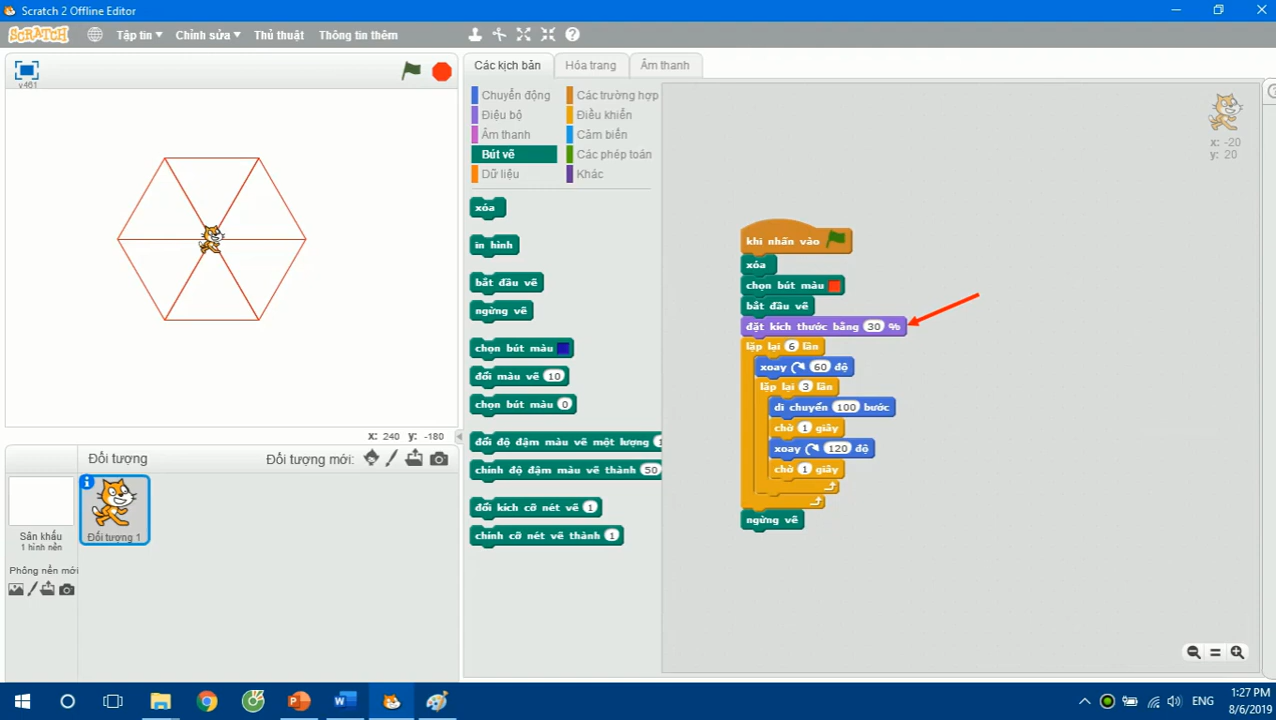 Scratch 2 Offline Editor
SCRATCH Tập tin Chỉnh sửa Thủ thuật Thông tin thêm
v461
x: 240 y: -180
Đối tượng Đối tượng mới:
Sân khấu
1 hình nền
Phông nền mới
Đối tượng 1
Các kịch bản Hóa trang Âm thanh
Chuyển động Các trường hợp
Điệu bộ Điều khiển
Âm thanh Cảm biến
Bút vẽ Các phép toán
Dữ liệu Khác
xóa
in hình
bắt đầu vẽ
ngừng vẽ
chọn bút màu
đổi màu vẽ 10
chọn bút màu 0
đổi độ đậm màu vẽ một lượng 1
chỉnh độ đậm màu vẽ thành 50
đổi kích cỡ nét vẽ 1
chỉnh cỡ nét vẽ thành 1
x: -20
y: 20
khi nhấn vào
xóa
chọn bút màu
bắt đầu vẽ
đặt kích thước bằng 30 %
lặp lại 6 lần
xoay 60 độ
lặp lại 3 lần
di chuyển 100 bước
chờ 1 giây
xoay 120 độ
chờ 1 giây
ngừng vẽ
ENG
1:27 PM
8/6/2019